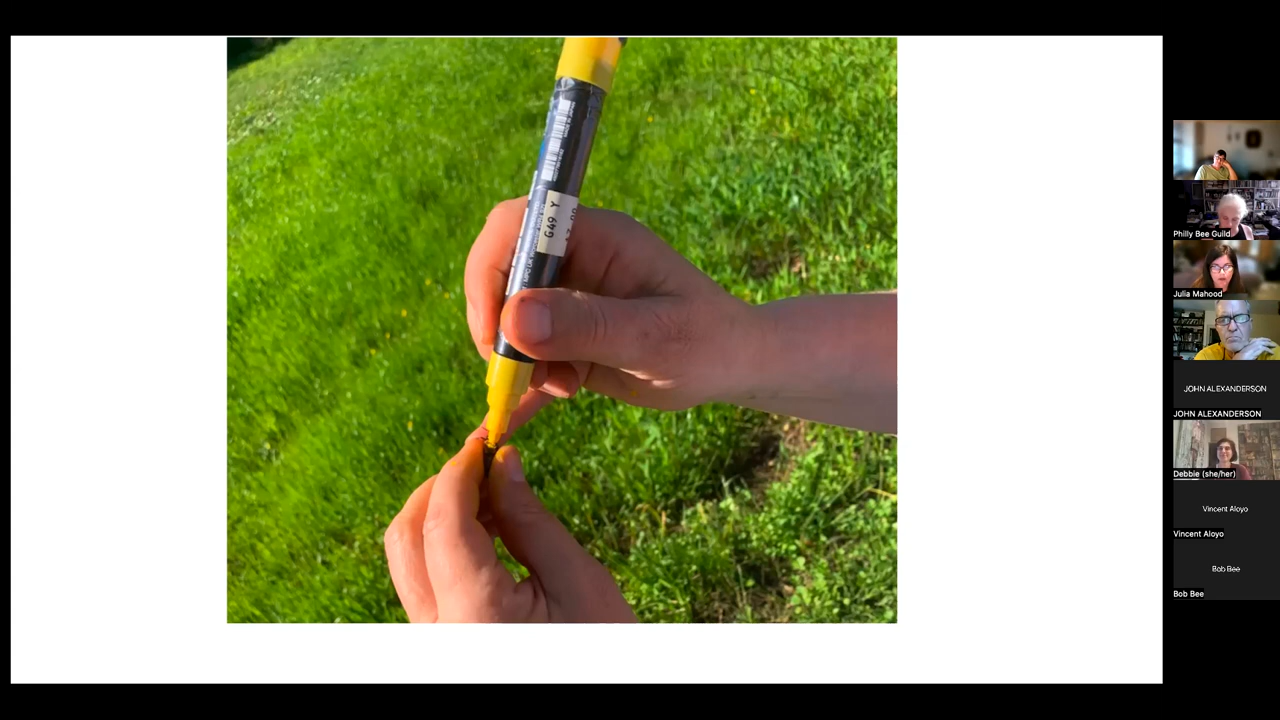 G49 Y
Philly Bee Guild
Julia Mahood
JOHN ALEXANDERSON
JOHN ALEXANDERSON
Debbie (she/her)
Vincent Aloyo
Vincent Aloyo
Bob Bee
Bob Bee